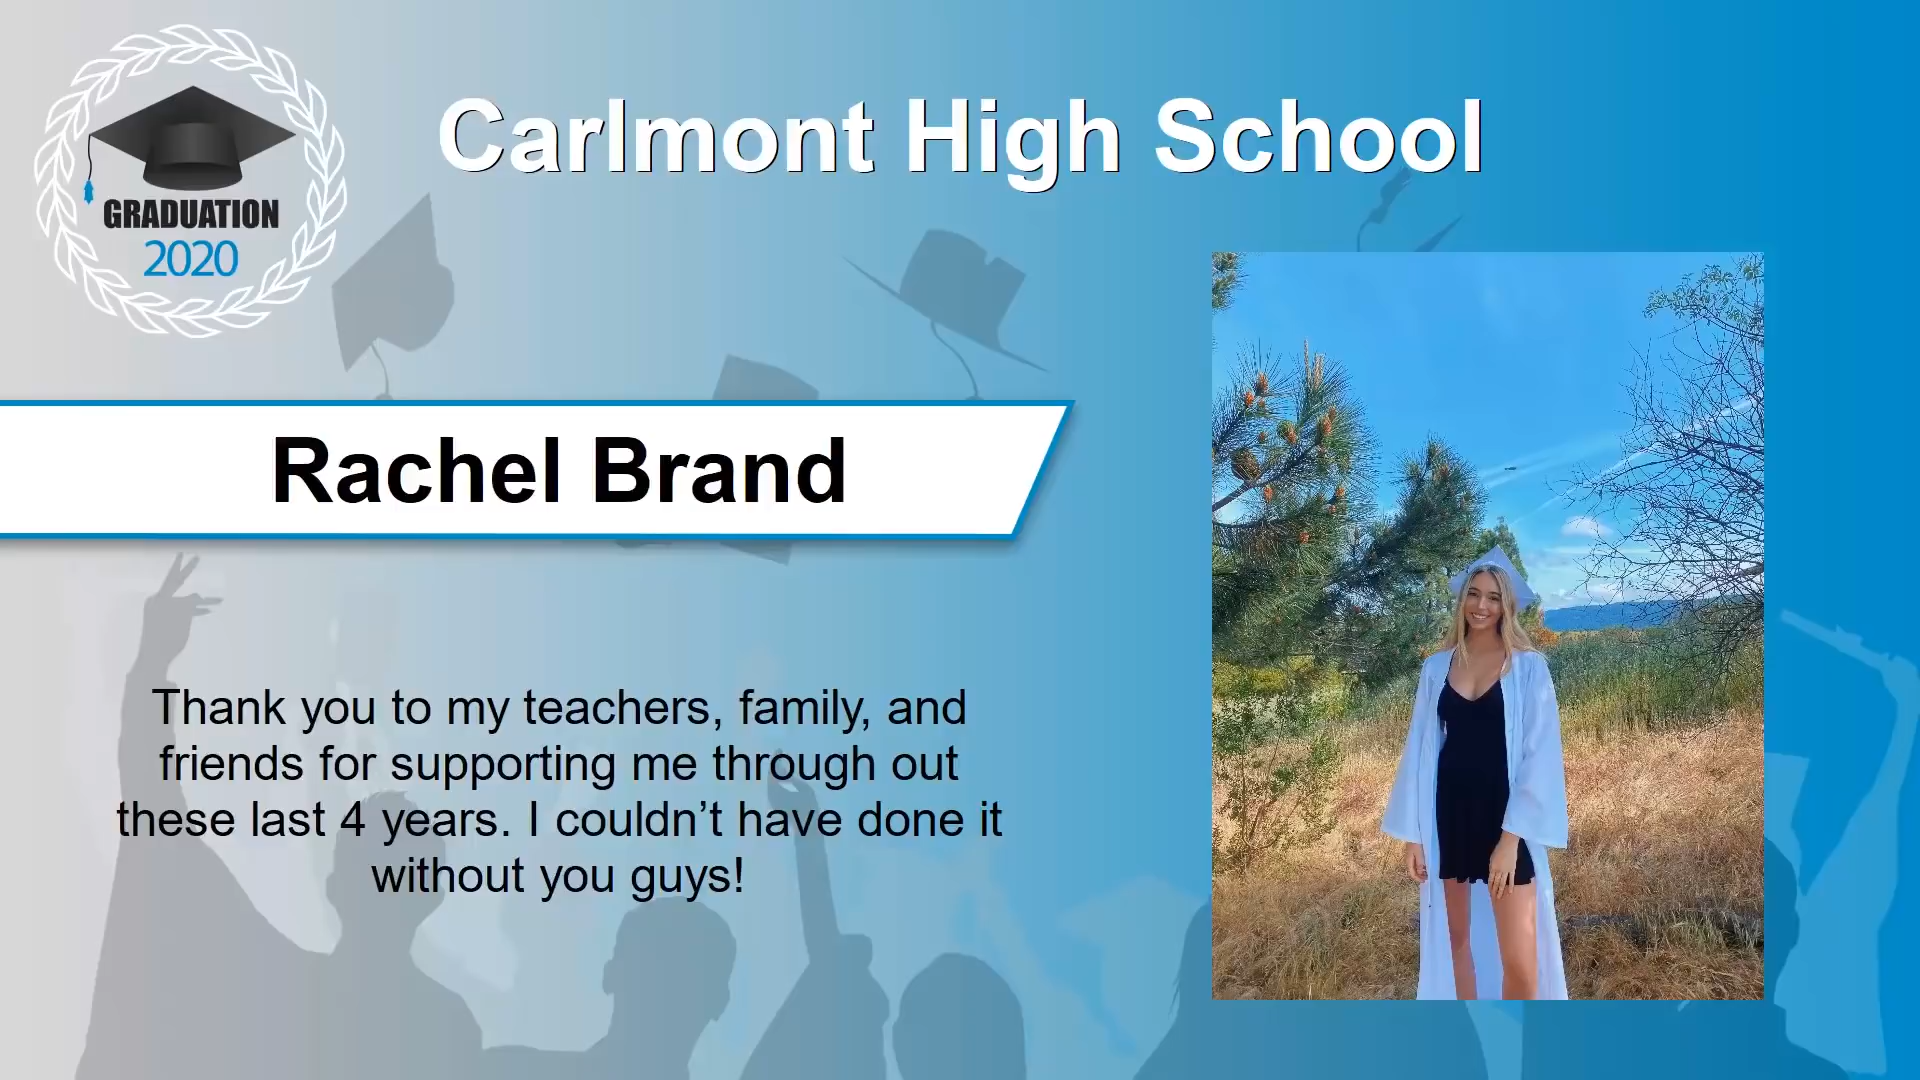 GRADUATION
2020
Carlmont High School
Rachel Brand
Thank you to my teachers, family, and
friends for supporting me through out
these last 4 years. I couldn’t have done it
without you guys!